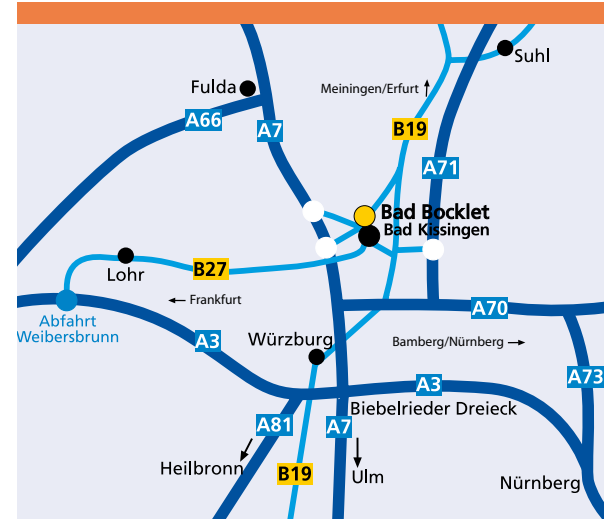 Suhl
Fulda
Meiningen/Erfurt
A66
A7
B19
A71
Bad Bocklet
Bad Kissingen
B27
Lohr
← Frankfurt
Abfahrt
Weibersbrunn
A70
Würzburg
A3
Bamberg/Nürnberg →
A73
A3
Biebelrieder Dreieck
A81
A7
Heilbronn
B19
Ulm
Nürnberg